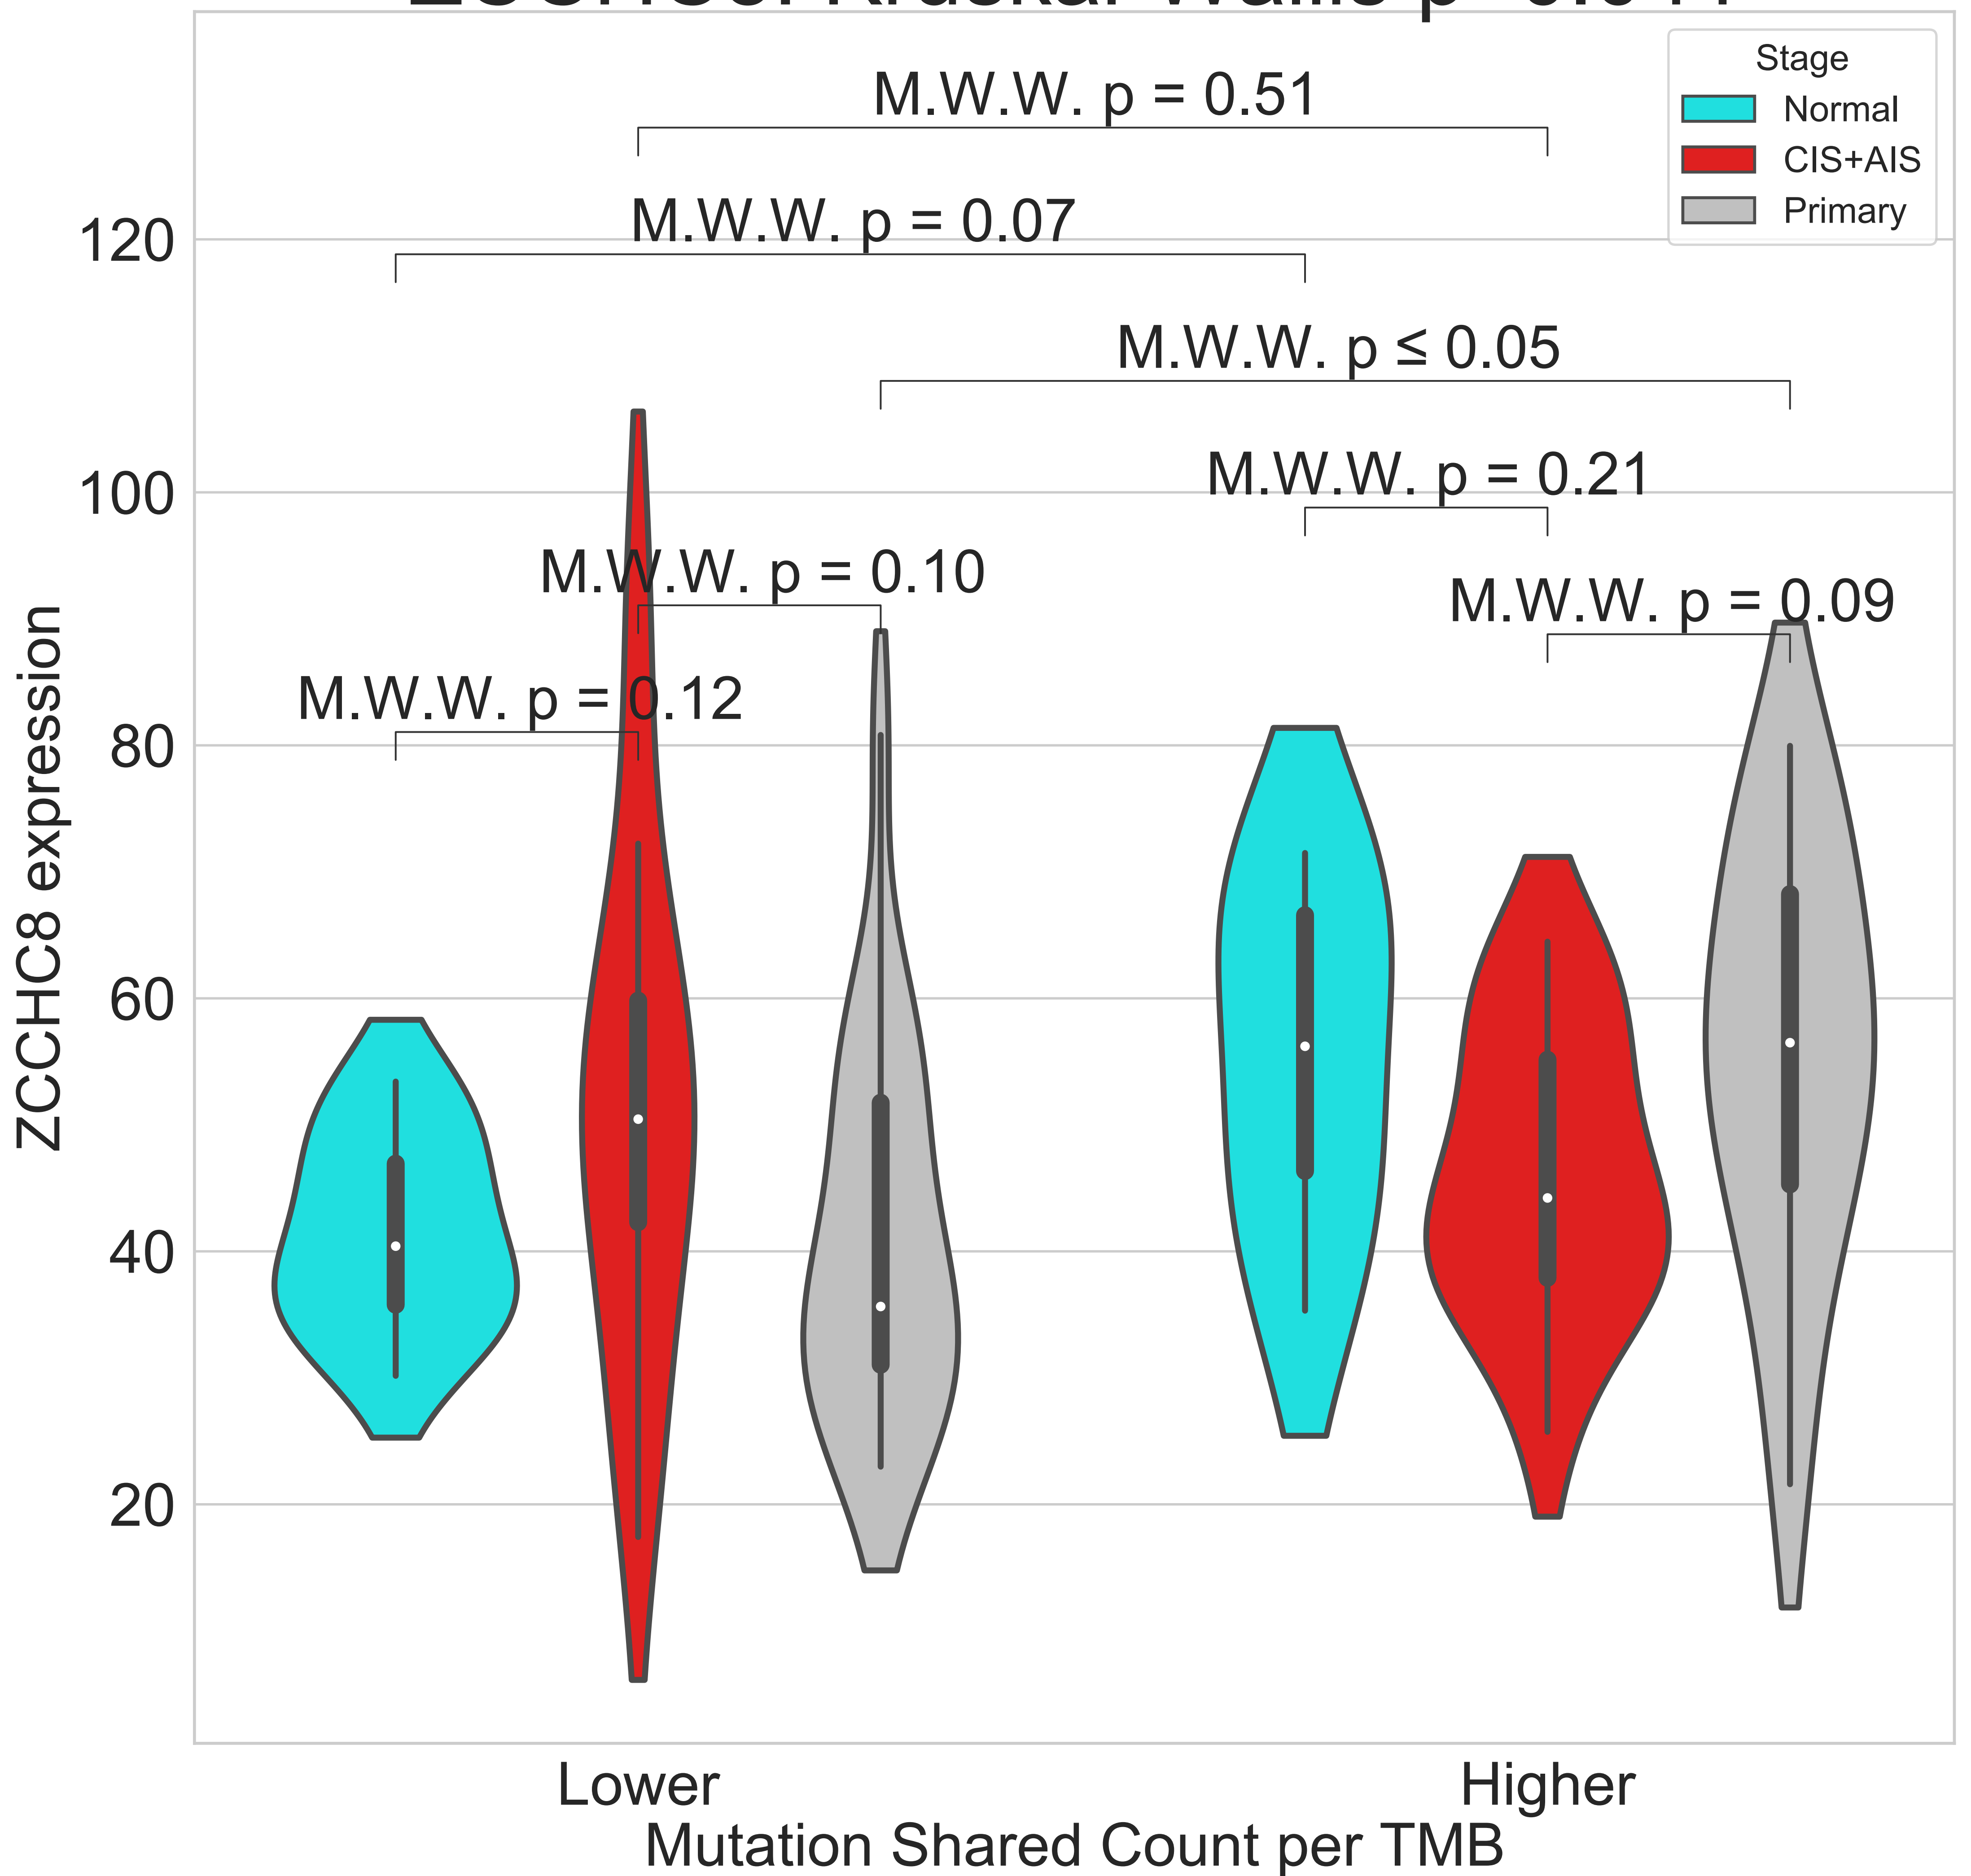 Stage
Normal
CIS+AIS
Primary
M.W.W. p = 0.51
M.W.W. p = 0.07
M.W.W. p ≤ 0.05
M.W.W. p = 0.21
M.W.W. p = 0.10
M.W.W. p = 0.09
M.W.W. p = 0.12
120
100
80
60
40
20
ZCCHC8 expression
Lower
Higher
Mutation Shared Count per TMB